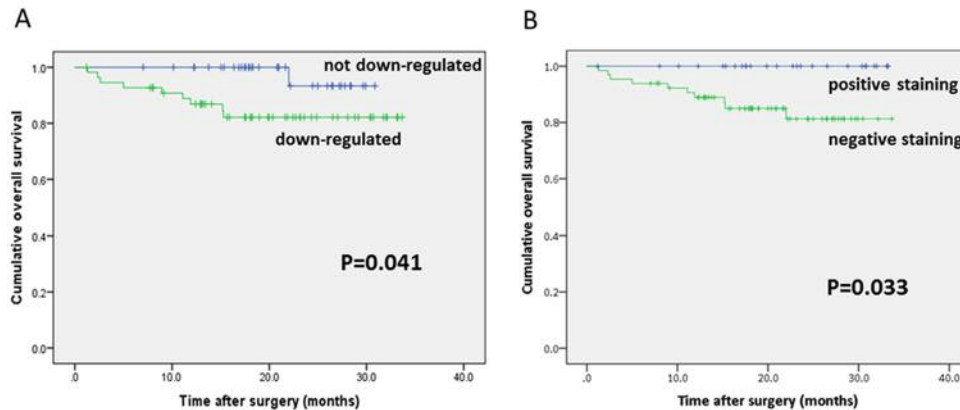 A
Cumulative overall survival
1.0
0.8
0.6
0.4
0.2
0.0
not down-regulated
down-regulated
P=0.041
.0 10.0 20.0 30.0 40.0
Time after surgery (months)
B
Cumulative overall survival
1.0
0.8
0.6
0.4
0.2
0.0
positive staining
negative staining
P=0.033
.0 10.0 20.0 30.0 40.0
Time after surgery (months)